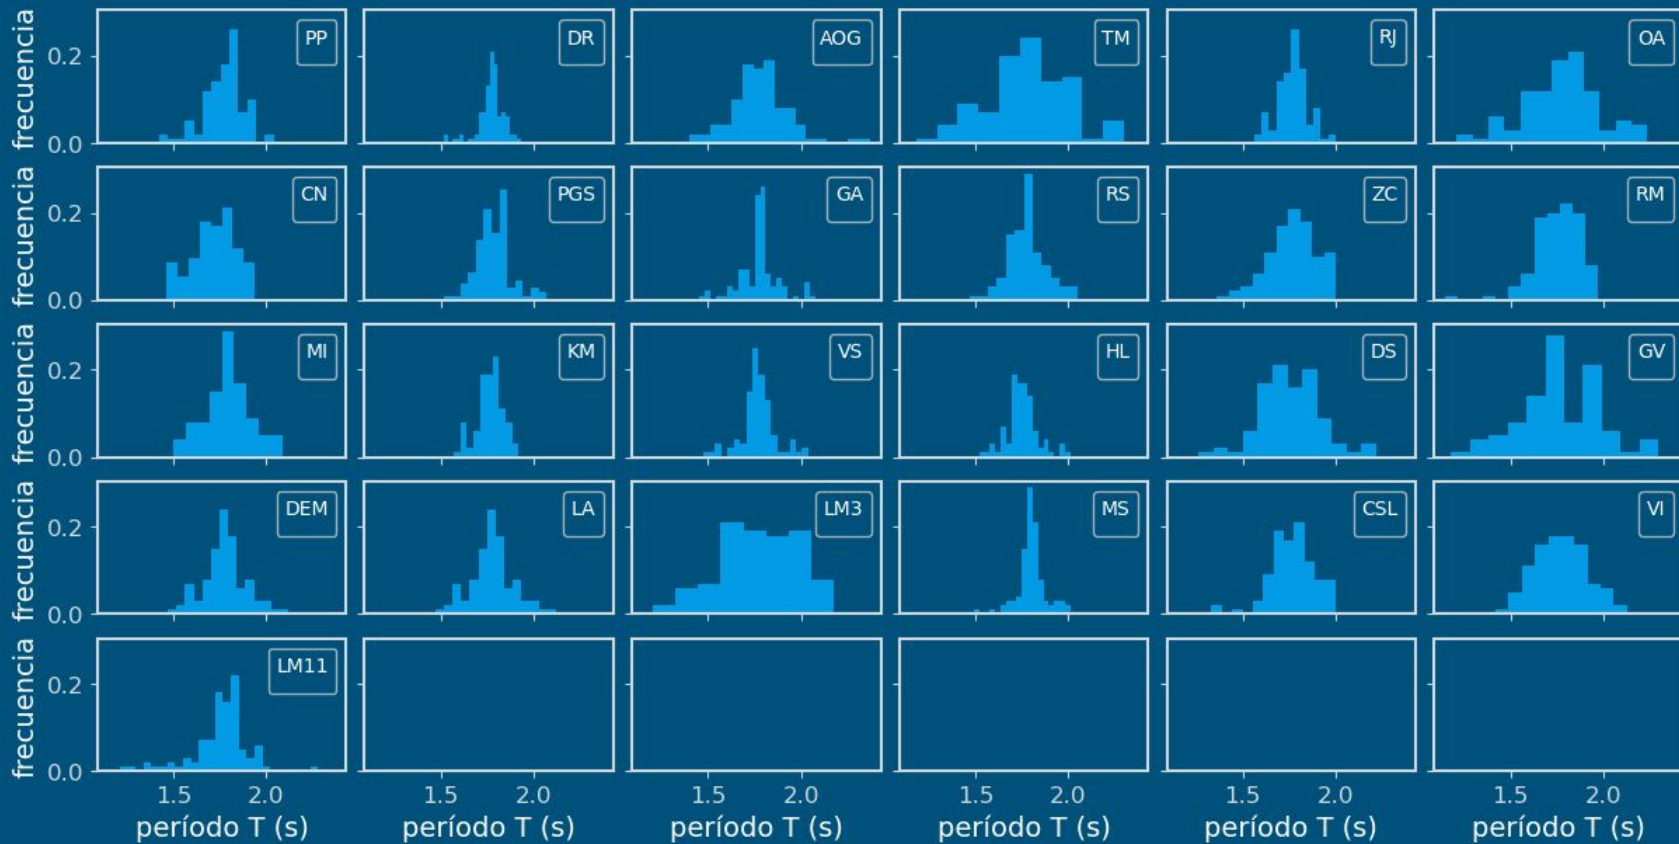 frecuencia
0.2
0.0
PP
DR
AOG
TM
RJ
OA
frecuencia
0.2
0.0
CN
PGS
GA
RS
ZC
RM
frecuencia
0.2
0.0
MI
KM
VS
HL
DS
GV
frecuencia
0.2
0.0
DEM
LA
LM3
MS
CSL
VI
frecuencia
0.2
0.0
LM11
1.5 2.0
1.5 2.0
1.5 2.0
1.5 2.0
1.5 2.0
1.5 2.0
período T (s)
período T (s)
período T (s)
período T (s)
período T (s)
período T (s)